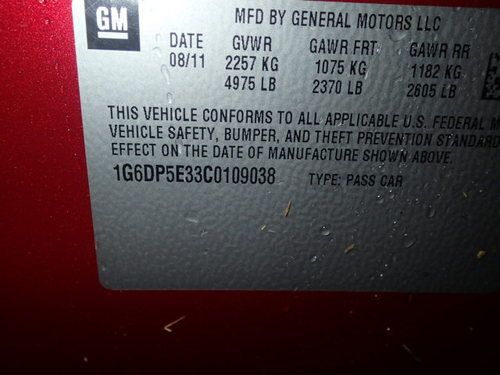 GM
MFD BY GENERAL MOTORS LLC
DATE GVWR GAWR FRT GAWR RR
08/11 2257 KG 1075 KG 1182 KG
4975 LB 2370 LB 2605 LB
THIS VEHICLE CONFORMS TO ALL APPLICABLE U.S. FEDERAL
VEHICLE SAFETY, BUMPER, AND THEFT PREVENTION STANDARD
EFFECT ON THE DATE OF MANUFACTURE SHOWN ABOVE.
1G6DP5E33C0109038 TYPE: PASS CAR